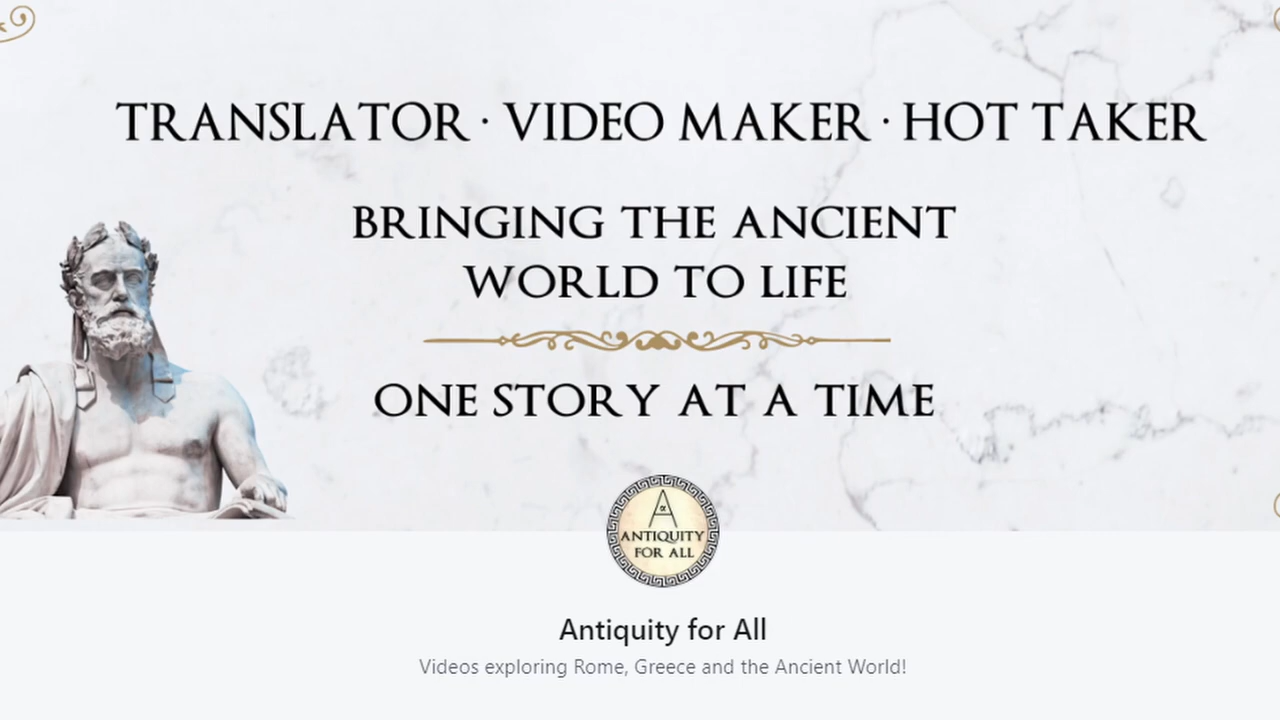 TRANSLATOR · VIDEO MAKER · HOT TAKER
BRINGING THE ANCIENT
WORLD TO LIFE
ONE STORY AT A TIME
A
α
ANTIQUITY
FOR ALL
Antiquity for All
Videos exploring Rome, Greece and the Ancient World!